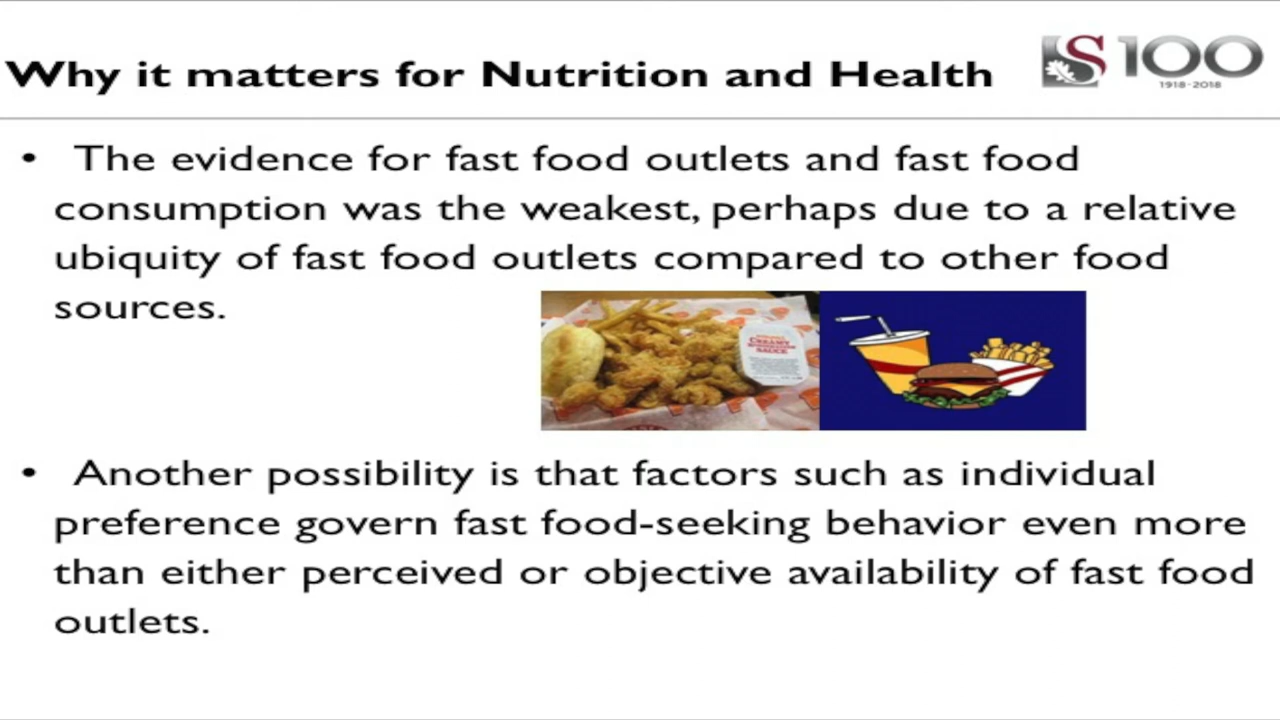 Why it matters for Nutrition and Health
S 100
1918-2018
• The evidence for fast food outlets and fast food
consumption was the weakest, perhaps due to a relative
ubiquity of fast food outlets compared to other food
sources.
CREAMY
SAUCE
• Another possibility is that factors such as individual
preference govern fast food-seeking behavior even more
than either perceived or objective availability of fast food
outlets.